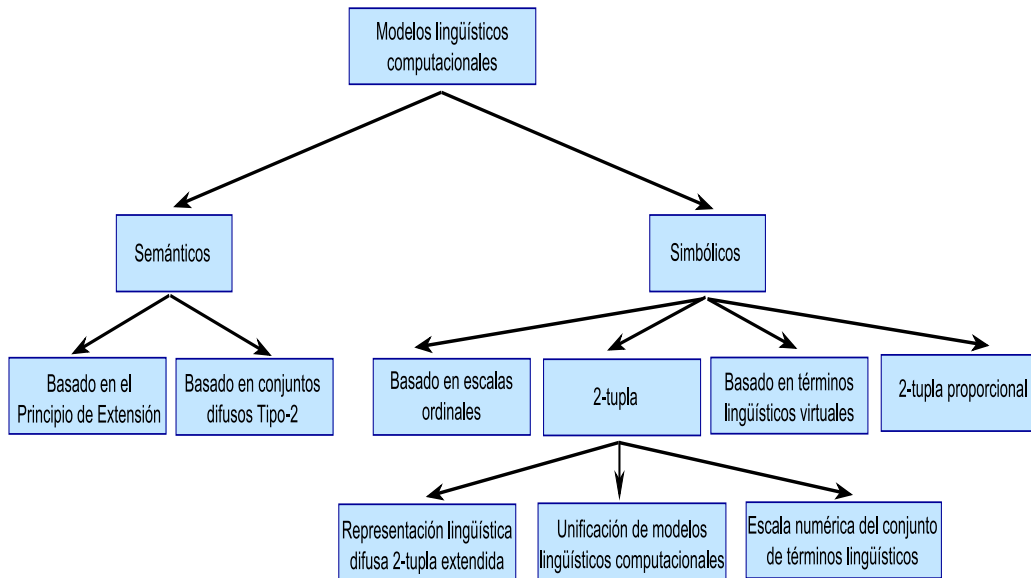 Modelos lingüísticos
computacionales
Semánticos
Simbólicos
Basado en el
Principio de Extensión
Basado en conjuntos
difusos Tipo-2
Basado en escalas
ordinales
2-tupla
Basado en términos
lingüísticos virtuales
2-tupla proporcional
Representación lingüística
difusa 2-tupla extendida
Unificación de modelos
lingüísticos computacionales
Escala numérica del conjunto
de términos lingüísticos